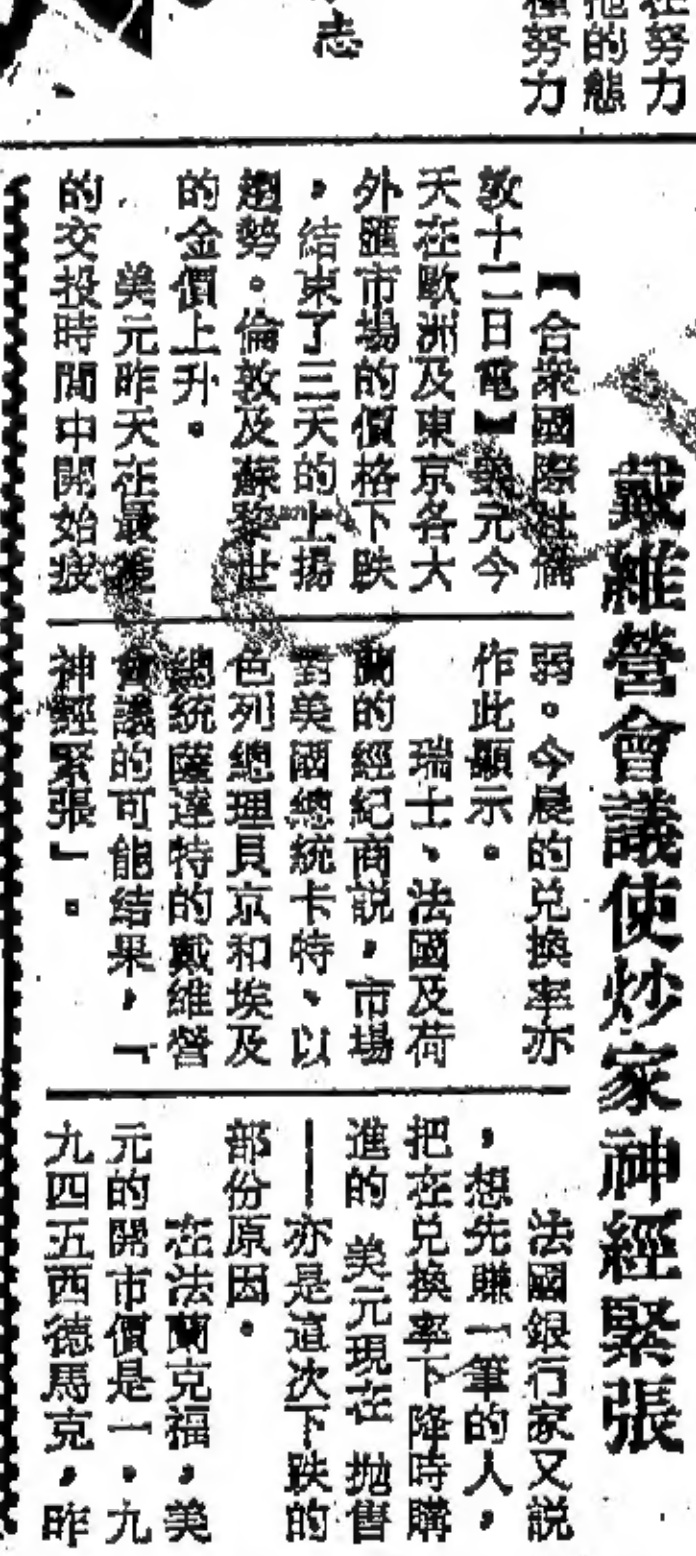 努力
的態
努力
志
戴維營會議使炒家神經緊張
【合衆國際社倫
敦十二日電】美元今
天在歐洲及東京各大
外匯市場的價格下跌
，結束了三天的上揚
趨勢。倫敦及蘇黎世
的金價上升。
美元昨天在最後
的交投時間中開始疲
弱。今晨的兌換率亦
作此顯示。
瑞士、法國及荷
蘭的經紀商説，市場
對美國總統卡特、以
色列總理貝京和埃及
總統薩達特的戴維營
會議的可能結果，「
神經緊張」。
法國銀行家又説
，想先賺一筆的人，
把在兌換率下降時購
進的 美元現在 拋售
——亦是這次下跌的
部份原因。
在法蘭克福，美
元的開市價是一．九
九四五西德馬克，昨